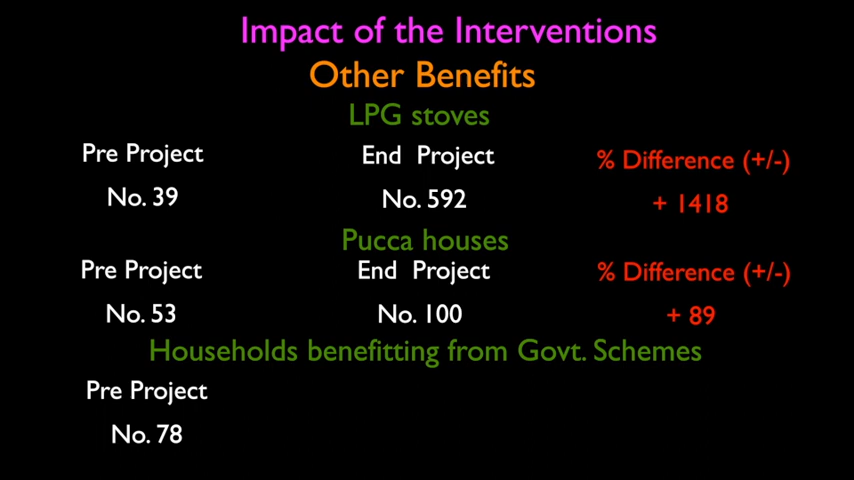 Impact of the Interventions
Other Benefits
LPG stoves
Pre Project End Project % Difference (+/-)
No. 39 No. 592 + 1418
Pucca houses
Pre Project End Project % Difference (+/-)
No. 53 No. 100 + 89
Households benefitting from Govt. Schemes
Pre Project
No. 78